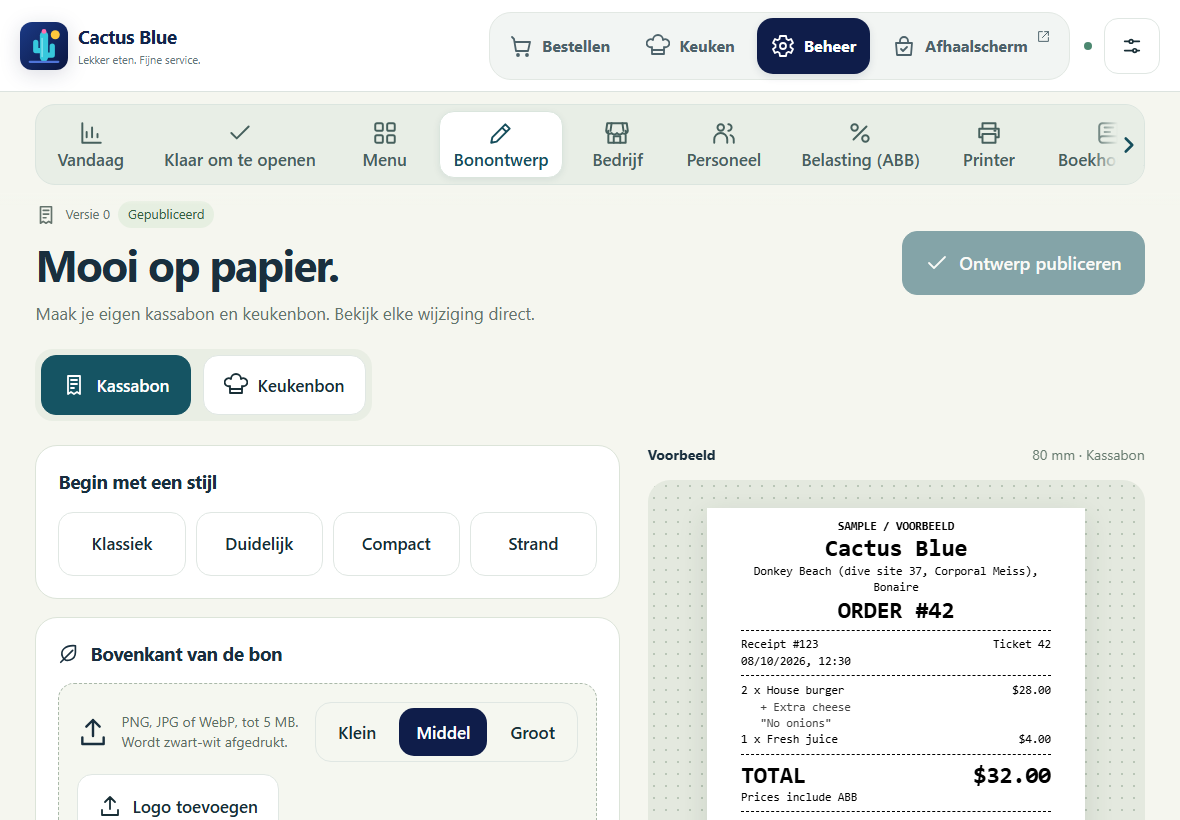 Cactus Blue
Lekker eten. Fijne service.
Bestellen
Keuken
Beheer
Afhaalscherm
Vandaag
Klaar om te openen
Menu
Bonontwerp
Bedrijf
Personeel
Belasting (ABB)
Printer
Boekho
Versie 0
Gepubliceerd
Mooi op papier.
Ontwerp publiceren
Maak je eigen kassabon en keukenbon. Bekijk elke wijziging direct.
Kassabon
Keukenbon
Begin met een stijl
Klassiek
Duidelijk
Compact
Strand
Bovenkant van de bon
PNG, JPG of WebP, tot 5 MB.
Wordt zwart-wit afgedrukt.
Klein
Middel
Groot
Logo toevoegen
Voorbeeld
80 mm · Kassabon
SAMPLE / VOORBEELD
Cactus Blue
Donkey Beach (dive site 37, Corporal Meiss),
Bonaire
ORDER #42
Receipt #123 Ticket 42
08/10/2026, 12:30
2 x House burger $28.00
+ Extra cheese
"No onions"
1 x Fresh juice $4.00
TOTAL $32.00
Prices include ABB